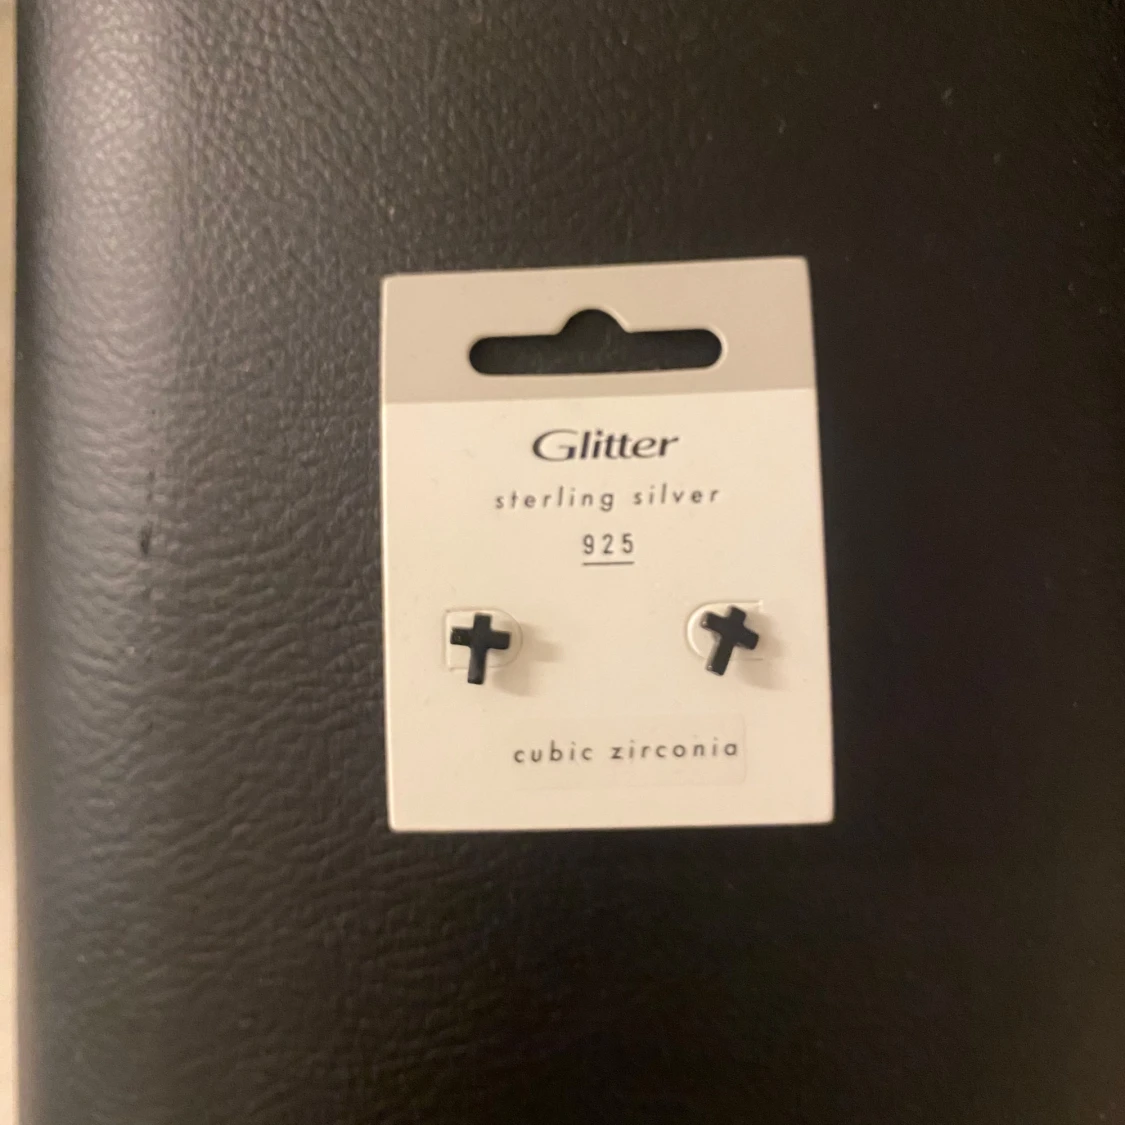 Glitter
sterling silver
925
cubic zirconia